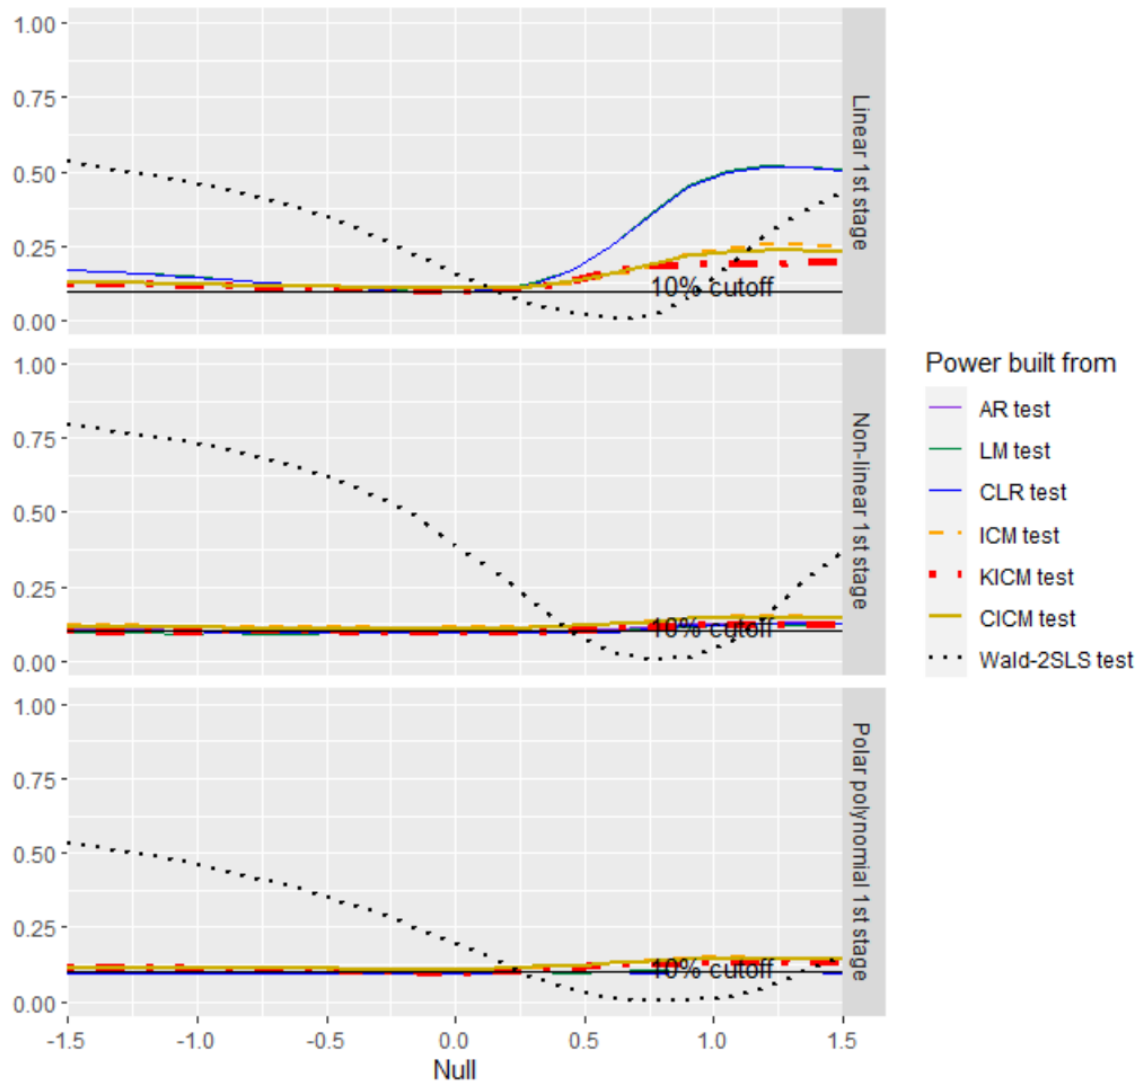 1.00
0.75
0.50
0.25
0.00
10% cutoff
Linear 1st stage
1.00
0.75
0.50
0.25
0.00
10% cutoff
Non-linear 1st stage
1.00
0.75
0.50
0.25
0.00
10% cutoff
Polar polynomial 1st stage
-1.5 -1.0 -0.5 0.0 0.5 1.0 1.5
Null
Power built from
AR test
LM test
CLR test
ICM test
KICM test
CICM test
Wald-2SLS test